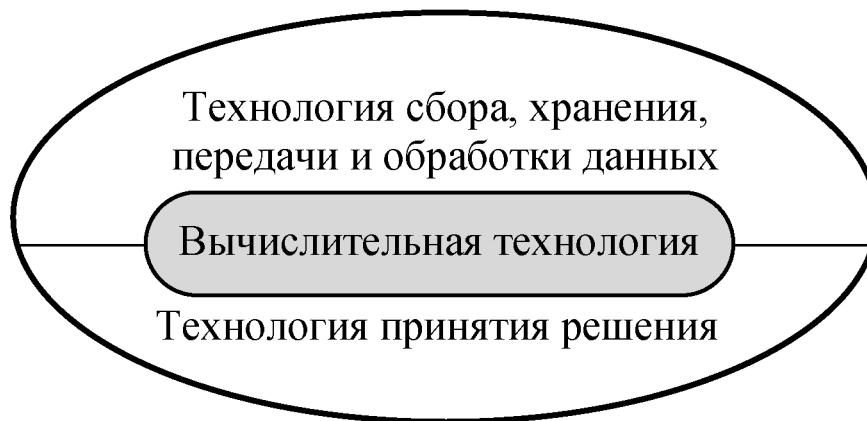 Технология сбора, хранения,
передачи и обработки данных
Вычислительная технология
Технология принятия решения